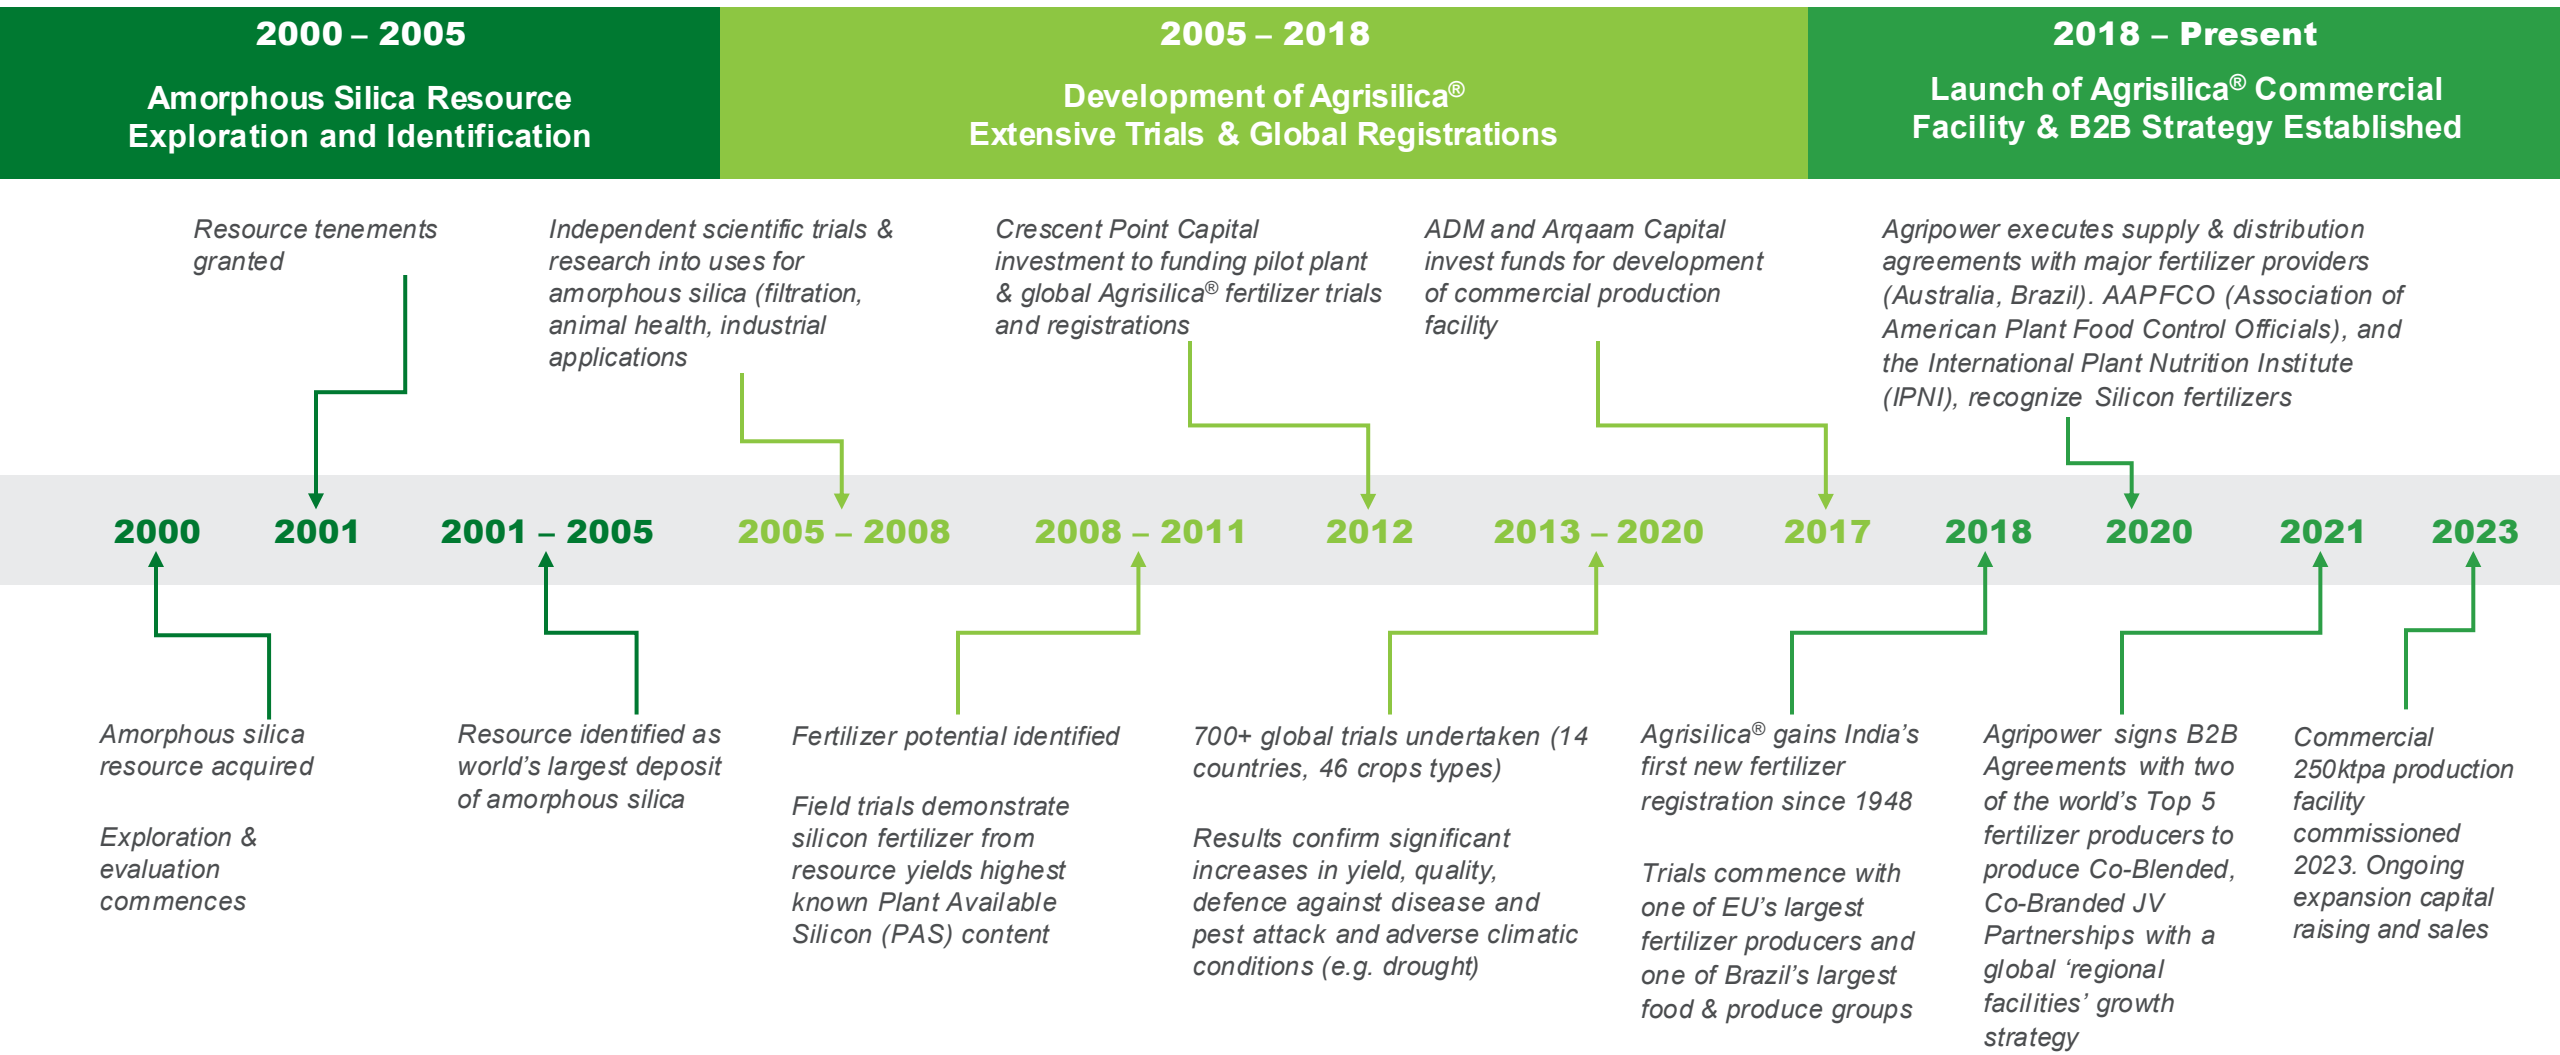 2000 – 2005
Amorphous Silica Resource
Exploration and Identification
2005 – 2018
Development of Agrisilica®
Extensive Trials & Global Registrations
2018 – Present
Launch of Agrisilica® Commercial
Facility & B2B Strategy Established
Resource tenements
granted
Independent scientific trials &
research into uses for
amorphous silica (filtration,
animal health, industrial
applications
Crescent Point Capital
investment to funding pilot plant
& global Agrisilica® fertilizer trials
and registrations
ADM and Arqaam Capital
invest funds for development
of commercial production
facility
Agripower executes supply & distribution
agreements with major fertilizer providers
(Australia, Brazil). AAPFCO (Association of
American Plant Food Control Officials), and
the International Plant Nutrition Institute
(IPNI), recognize Silicon fertilizers
2000
2001
2001 – 2005
2005 – 2008
2008 – 2011
2012
2013 – 2020
2017
2018
2020
2021
2023
Amorphous silica
resource acquired
Exploration &
evaluation
commences
Resource identified as
world's largest deposit
of amorphous silica
Fertilizer potential identified
Field trials demonstrate
silicon fertilizer from
resource yields highest
known Plant Available
Silicon (PAS) content
700+ global trials undertaken (14
countries, 46 crops types)
Results confirm significant
increases in yield, quality,
defence against disease and
pest attack and adverse climatic
conditions (e.g. drought)
Agrisilica® gains India's
first new fertilizer
registration since 1948
Trials commence with
one of EU's largest
fertilizer producers and
one of Brazil's largest
food & produce groups
Agripower signs B2B
Agreements with two
of the world's Top 5
fertilizer producers to
produce Co-Blended,
Co-Branded JV
Partnerships with a
global ‘regional
facilities’ growth
strategy
Commercial
250ktpa production
facility
commissioned
2023. Ongoing
expansion capital
raising and sales